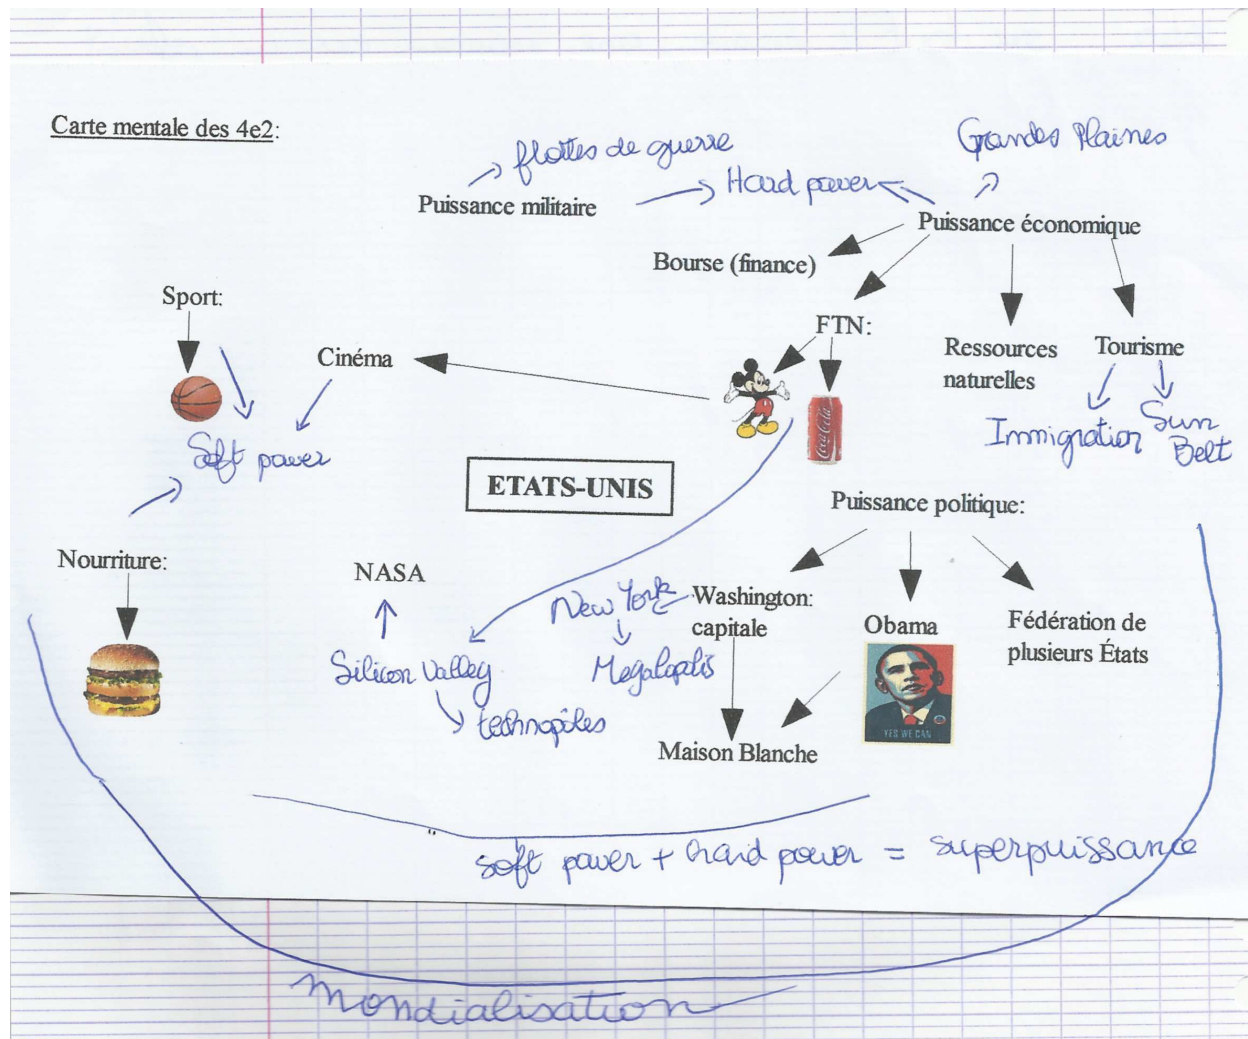 Carte mentale des 4e2:
flottes de guerre
Grandes Plaines
Hard power
Puissance militaire
Puissance économique
Bourse (finance)
Sport:
FTN:
Cinéma
Ressources
naturelles
Tourisme
Coca-Cola
Immigration
Sun
Belt
Soft power
ETATS-UNIS
Puissance politique:
Nourriture:
NASA
New York
Washington:
capitale
Obama
Fédération de
plusieurs États
Silicon Valley
Megalopolis
technopôles
YES WE CAN
Maison Blanche
soft power + hard power = superpuissance
mondialisation